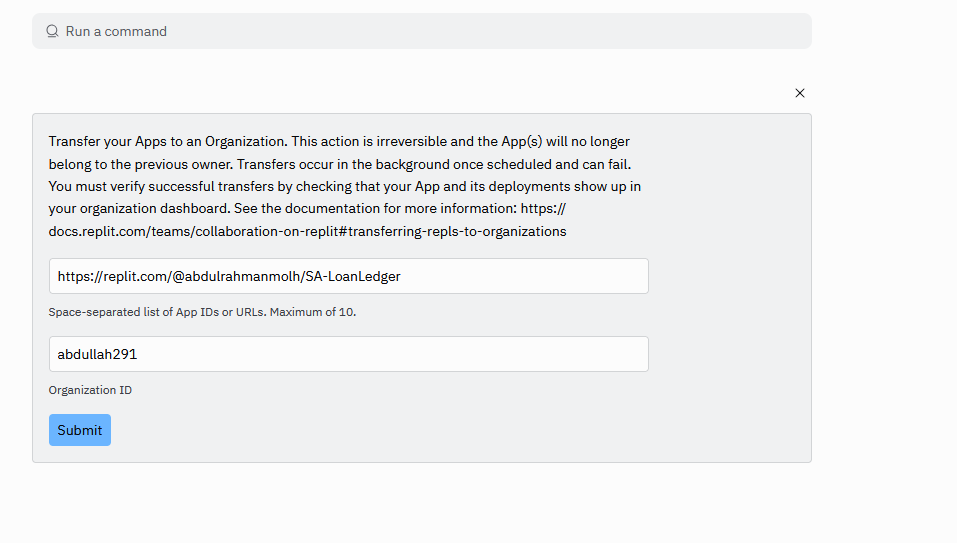 Run a command
Transfer your Apps to an Organization. This action is irreversible and the App(s) will no longer
belong to the previous owner. Transfers occur in the background once scheduled and can fail.
You must verify successful transfers by checking that your App and its deployments show up in
your organization dashboard. See the documentation for more information: https://
docs.replit.com/teams/collaboration-on-replit#transferring-repls-to-organizations
https://replit.com/@abdulrahmanmolh/SA-LoanLedger
Space-separated list of App IDs or URLs. Maximum of 10.
abdullah291
Organization ID
Submit